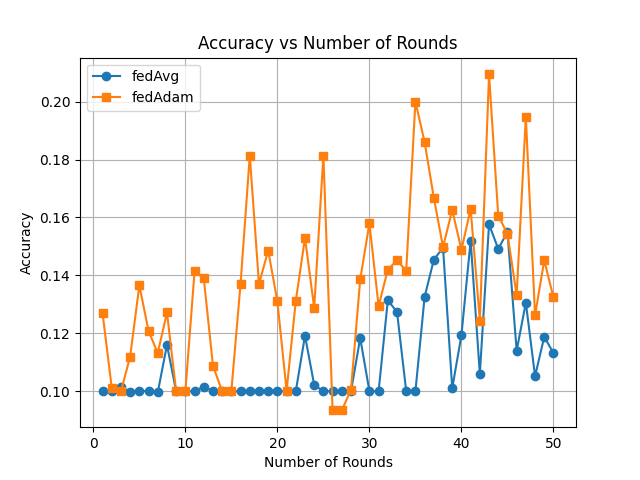 Accuracy vs Number of Rounds
fedAvg
fedAdam
0.20
0.18
0.16
0.14
0.12
0.10
Accuracy
0 10 20 30 40 50
Number of Rounds